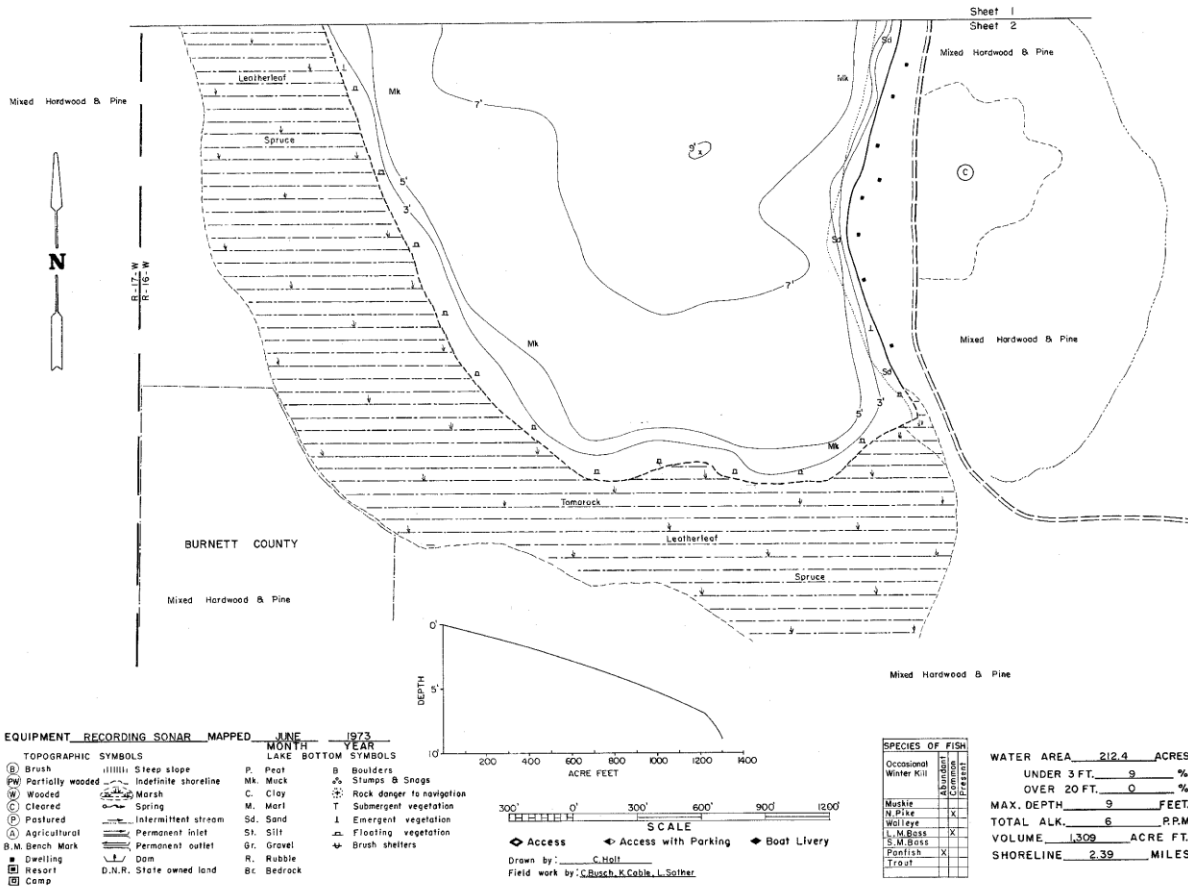 Sheet 1
Sheet 2
Mixed Hardwood & Pine
Mixed Hardwood & Pine
Leatherleaf
Spruce
Mk
Mk
Sd
7'
9'
C
N
5'
3'
R-17-W
R-16-W
Sd
7'
Mk
Mixed Hardwood & Pine
Sd
3'
5'
Mk
Tamarack
Leatherleaf
Spruce
BURNETT COUNTY
Mixed Hardwood & Pine
Mixed Hardwood & Pine
DEPTH
0'
5'
10'
200 400 600 800 1000 1200 1400
ACRE FEET
EQUIPMENT RECORDING SONAR MAPPED JUNE 1973
MONTH YEAR
TOPOGRAPHIC SYMBOLS
B Brush
PW Partially wooded
W Wooded
C Cleared
P Pastured
A Agricultural
B.M. Bench Mark
Dwelling
Resort
Camp
Steep slope
Indefinite shoreline
Marsh
Spring
Intermittent stream
Permanent inlet
Permanent outlet
Dam
D.N.R. State owned land
LAKE BOTTOM SYMBOLS
P. Peat
Mk. Muck
C. Clay
M. Marl
Sd. Sand
St. Silt
Gr. Gravel
R. Rubble
Br. Bedrock
B Boulders
Stumps & Snags
Rock danger to navigation
T Submergent vegetation
Emergent vegetation
Floating vegetation
Brush shelters
300' 0' 300 600' 900 1200'
SCALE
Access Access with Parking Boat Livery
Drawn by: C.Holt
Field work by: C.Busch, K.Coble, L.Sather
SPECIES OF FISH
Occasional
Winter Kill
Abundant
Common
Present
Muskie
N.Pike X
Walleye
L.M.Bass X
S.M.Bass
Panfish X
Trout
WATER AREA 212.4 ACRES
UNDER 3 FT. 9 %
OVER 20 FT. 0 %
MAX. DEPTH 9 FEET
TOTAL ALK. 6 P.P.M
VOLUME 1,309 ACRE FT.
SHORELINE 2.39 MILES